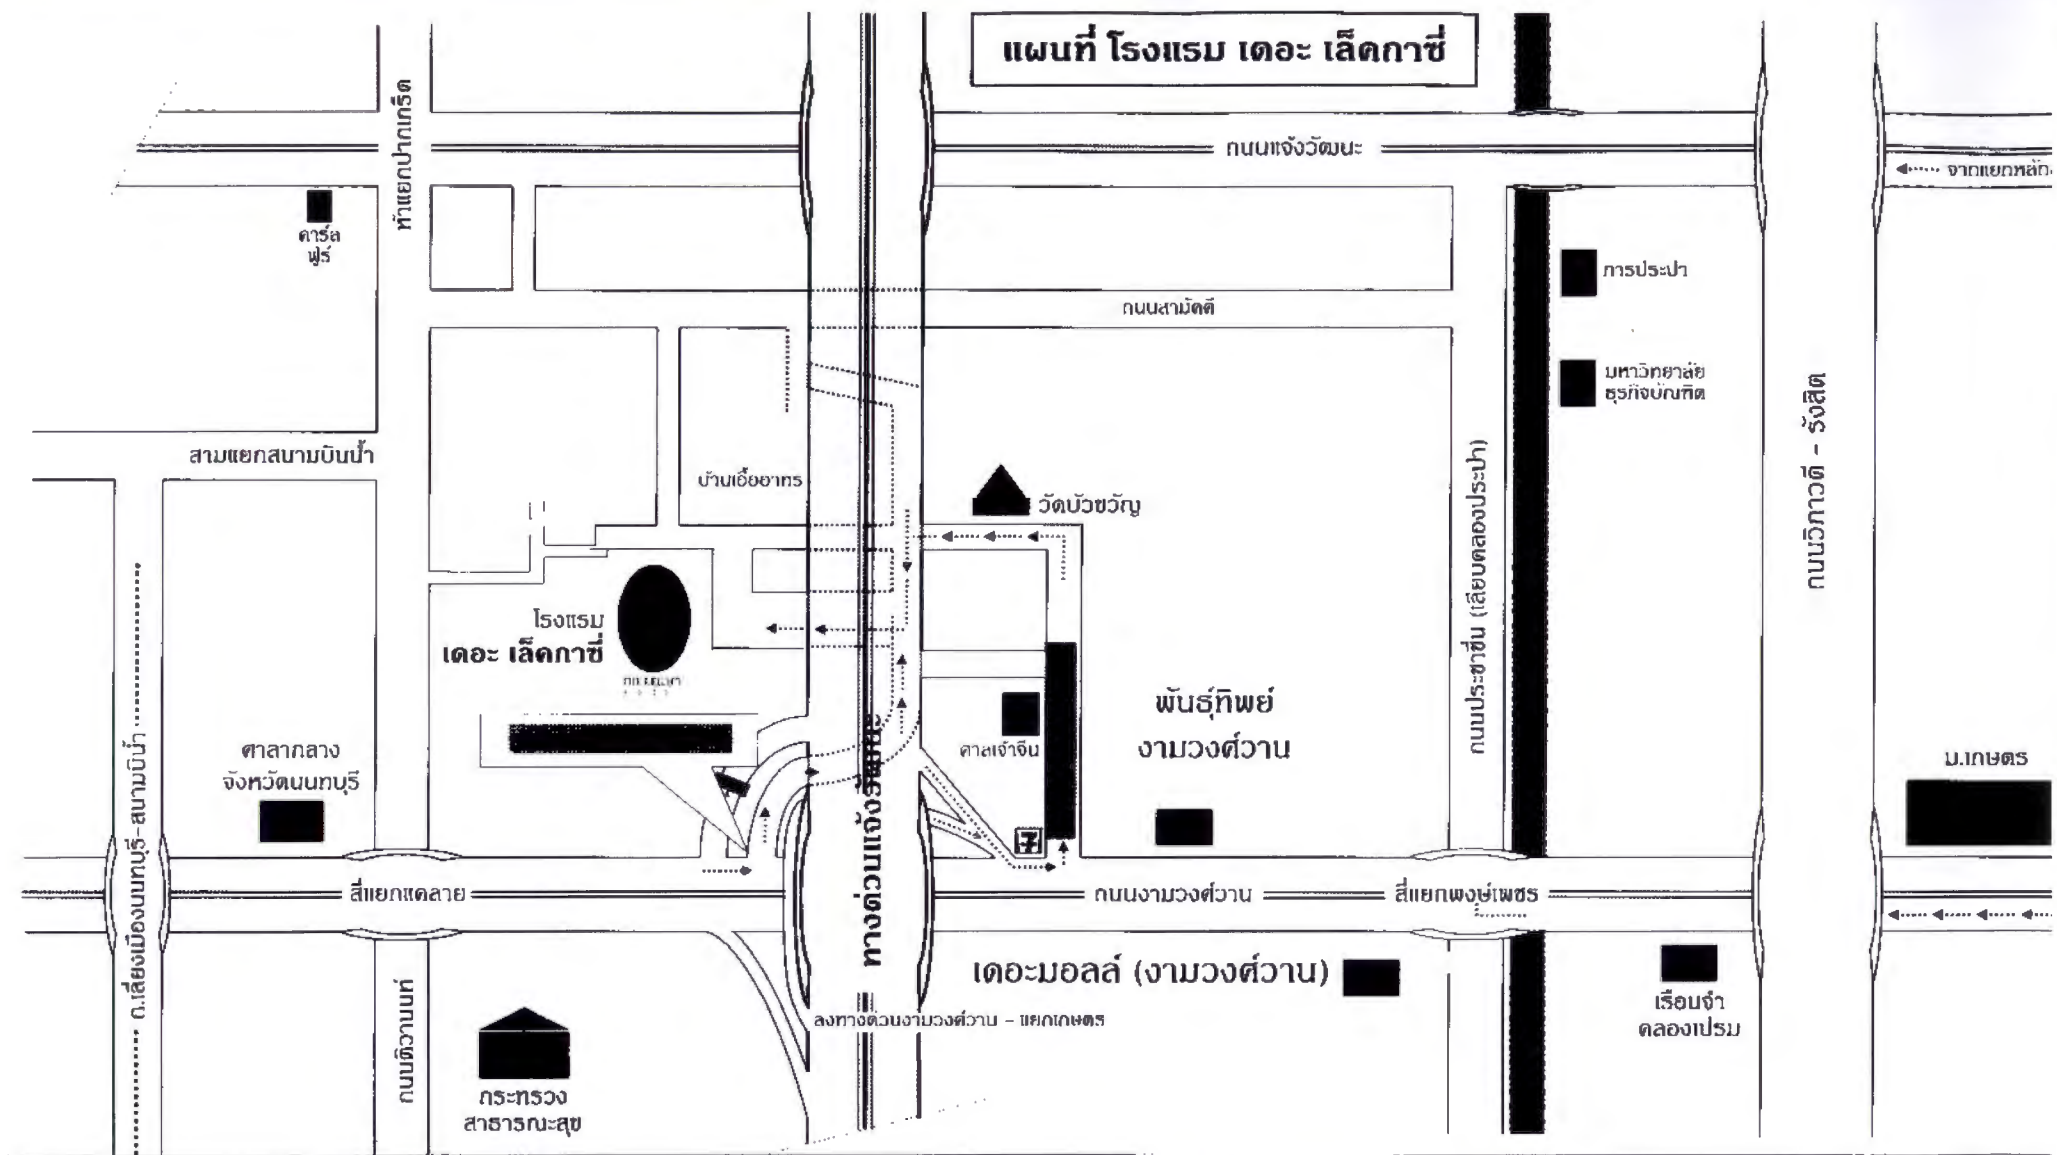 แผนที่ โรงแรม เดอะ เล็คกาซี่
ห้าแยกปากเกร็ด
ถนนแจ้งวัฒนะ
จากแยกหลัก
คาร์ล
ฟูร์
การประปา
ถนนสามัคคี
มหาวิทยาลัย
ธุรกิจบัณฑิต
ถนนวิภาวดี - รังสิต
สามแยกสนามบินน้ำ
บ้านเอื้ออาทร
วัดบัวขวัญ
ถนนประชาชื่น (เลียบคลองประปา)
โรงแรม
เดอะ เล็คกาซี่
พันธุ์ทิพย์
งามวงศ์วาน
ศาลเจ้าจีน
ศาลากลาง
จังหวัดนนทบุรี
ม.เกษตร
ถ.เลี่ยงเมืองนนทบุรี-สนามบินน้ำ
ทางด่วนแจ้งวัฒนะ
สี่แยกแคลาย
ถนนงามวงศ์วาน
สี่แยกพงษ์เพชร
เดอะมอลล์ (งามวงศ์วาน)
เรือนจำ
คลองเปรม
ลงทางด่วนงามวงศ์วาน - แยกเกษตร
ถนนติวานนท์
กระทรวง
สาธารณะสุข